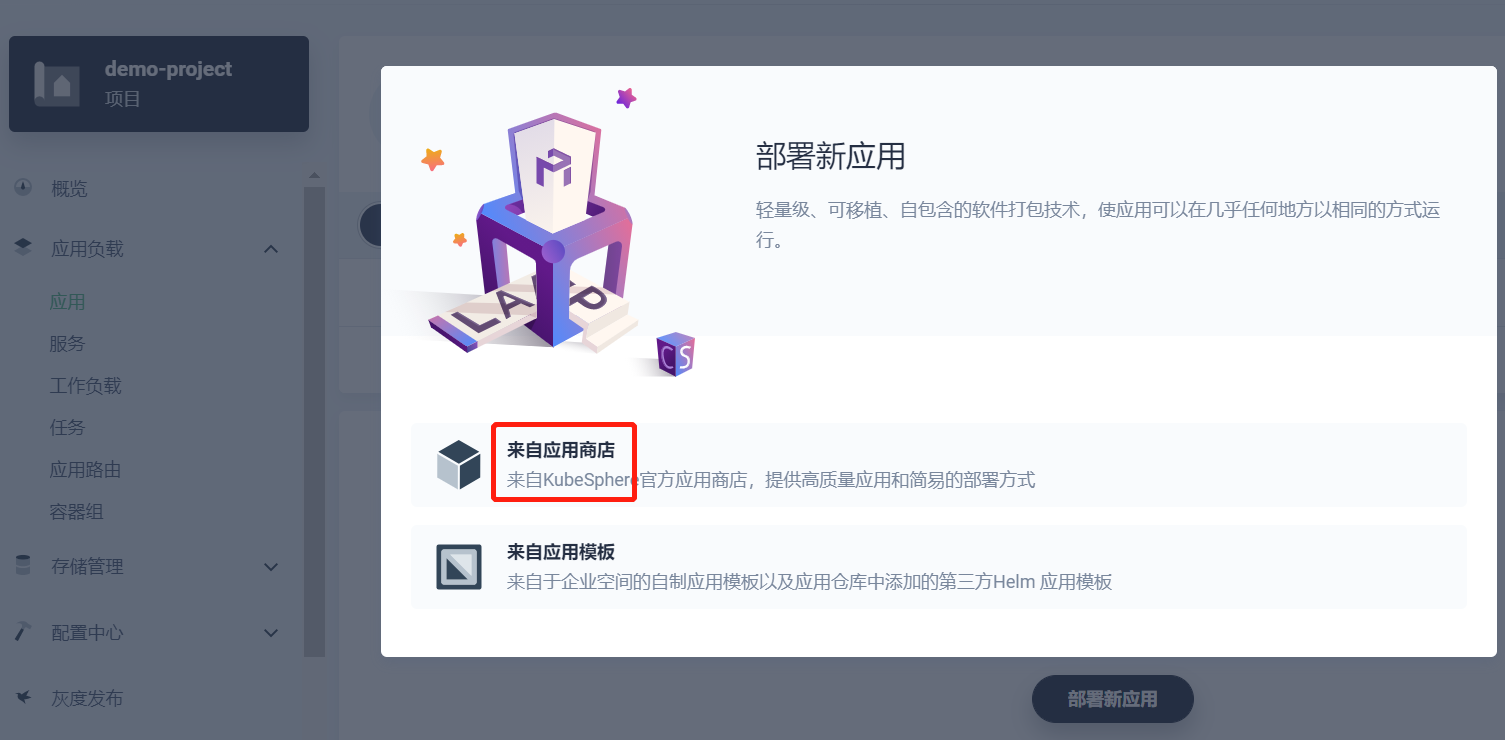 demo-project
项目
概览
应用负载
应用
服务
工作负载
任务
应用路由
容器组
存储管理
配置中心
灰度发布
部署新应用
轻量级、可移植、自包含的软件打包技术，使应用可以在几乎任何地方以相同的方式运
行。
LAP
CS
来自应用商店
来自KubeSphere官方应用商店，提供高质量应用和简易的部署方式
来自应用模板
来自于企业空间的自制应用模板以及应用仓库中添加的第三方Helm 应用模板
部署新应用